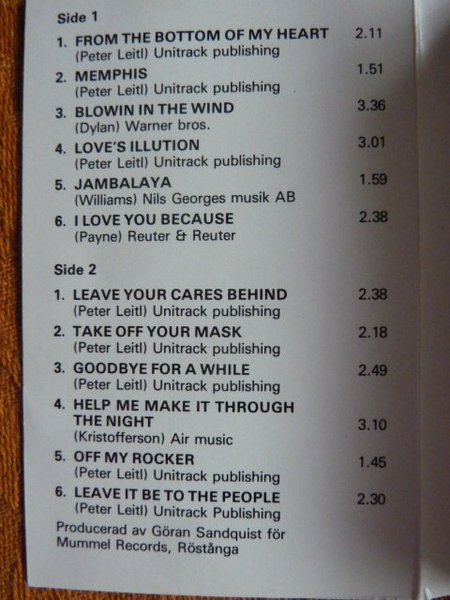 Side 1
1. FROM THE BOTTOM OF MY HEART 2.11
(Peter Leitl) Unitrack publishing
2. MEMPHIS 1.51
(Peter Leitl) Unitrack publishing
3. BLOWIN IN THE WIND 3.36
(Dylan) Warner bros.
4. LOVE'S ILLUTION 3.01
(Peter Leitl) Unitrack publishing
5. JAMBALAYA 1.59
(Williams) Nils Georges musik AB
6. I LOVE YOU BECAUSE 2.38
(Payne) Reuter & Reuter
Side 2
1. LEAVE YOUR CARES BEHIND 2.38
(Peter Leitl) Unitrack publishing
2. TAKE OFF YOUR MASK 2.18
(Peter Leitl) Unitrack publishing
3. GOODBYE FOR A WHILE 2.49
(Peter Leitl) Unitrack publishing
4. HELP ME MAKE IT THROUGH
THE NIGHT 3.10
(Kristofferson) Air music
5. OFF MY ROCKER 1.45
(Peter Leitl) Unitrack publishing
6. LEAVE IT BE TO THE PEOPLE 2.30
(Peter Leitl) Unitrack Publishing
Producerad av Göran Sandquist för
Mummel Records, Röstånga